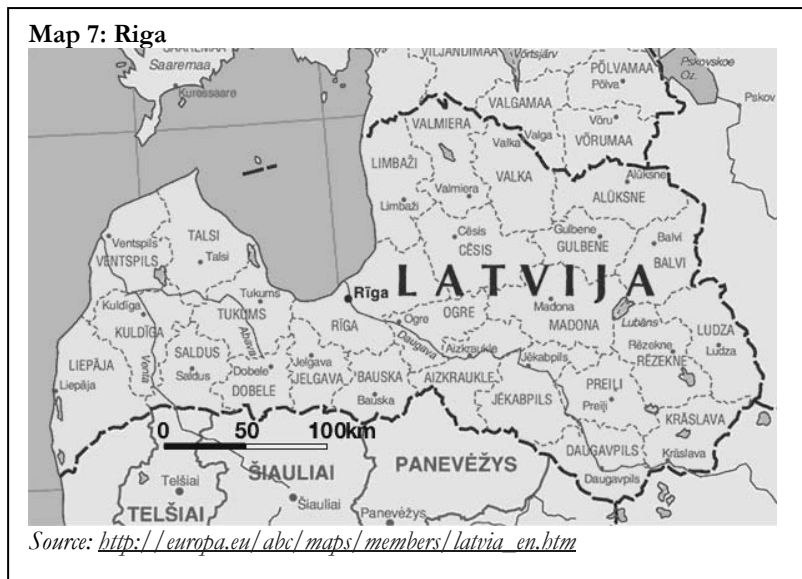 Map 7: Riga
SAAREMAA
Saaremaa
Kuressaare
VILJANDIMAA
Võrtsjärv
PÕLVAMAA
Põlva
Pskovskoe
Oz.
Pskov
VALGAMAA
Valga
Võru
VÕRUMAA
VALMIERA
Valmiera
Valka
VALKA
LIMBAŽI
Limbaži
Alūksne
ALŪKSNE
Cēsis
CĒSIS
Gulbene
GULBENE
Balvi
BALVI
Ventspils
VENTSPILS
TALSI
Talsi
LATVIJA
Rīga
RĪGA
Tukums
TUKUMS
Abava
Kuldīga
KULDĪGA
Venta
OGRE
Ogre
Daugava
Madona
MADONA
Lubāns
LUDZA
Ludza
Rēzekne
RĒZEKNE
LIEPĀJA
Liepāja
SALDUS
Saldus
Dobele
DOBELE
Jelgava
JELGAVA
BAUSKA
Bauska
Aizkraukle
AIZKRAUKLE
Jēkabpils
JĒKABPILS
PREIĻI
Preiļi
KRĀSLAVA
Krāslava
DAUGAVPILS
Daugavpils
0 50 100km
Telšiai
TELŠIAI
ŠIAULIAI
Šiauliai
PANEVĖŽYS
Panevėžys
Source: http://europa.eu/abc/maps/members/latvia_en.htm